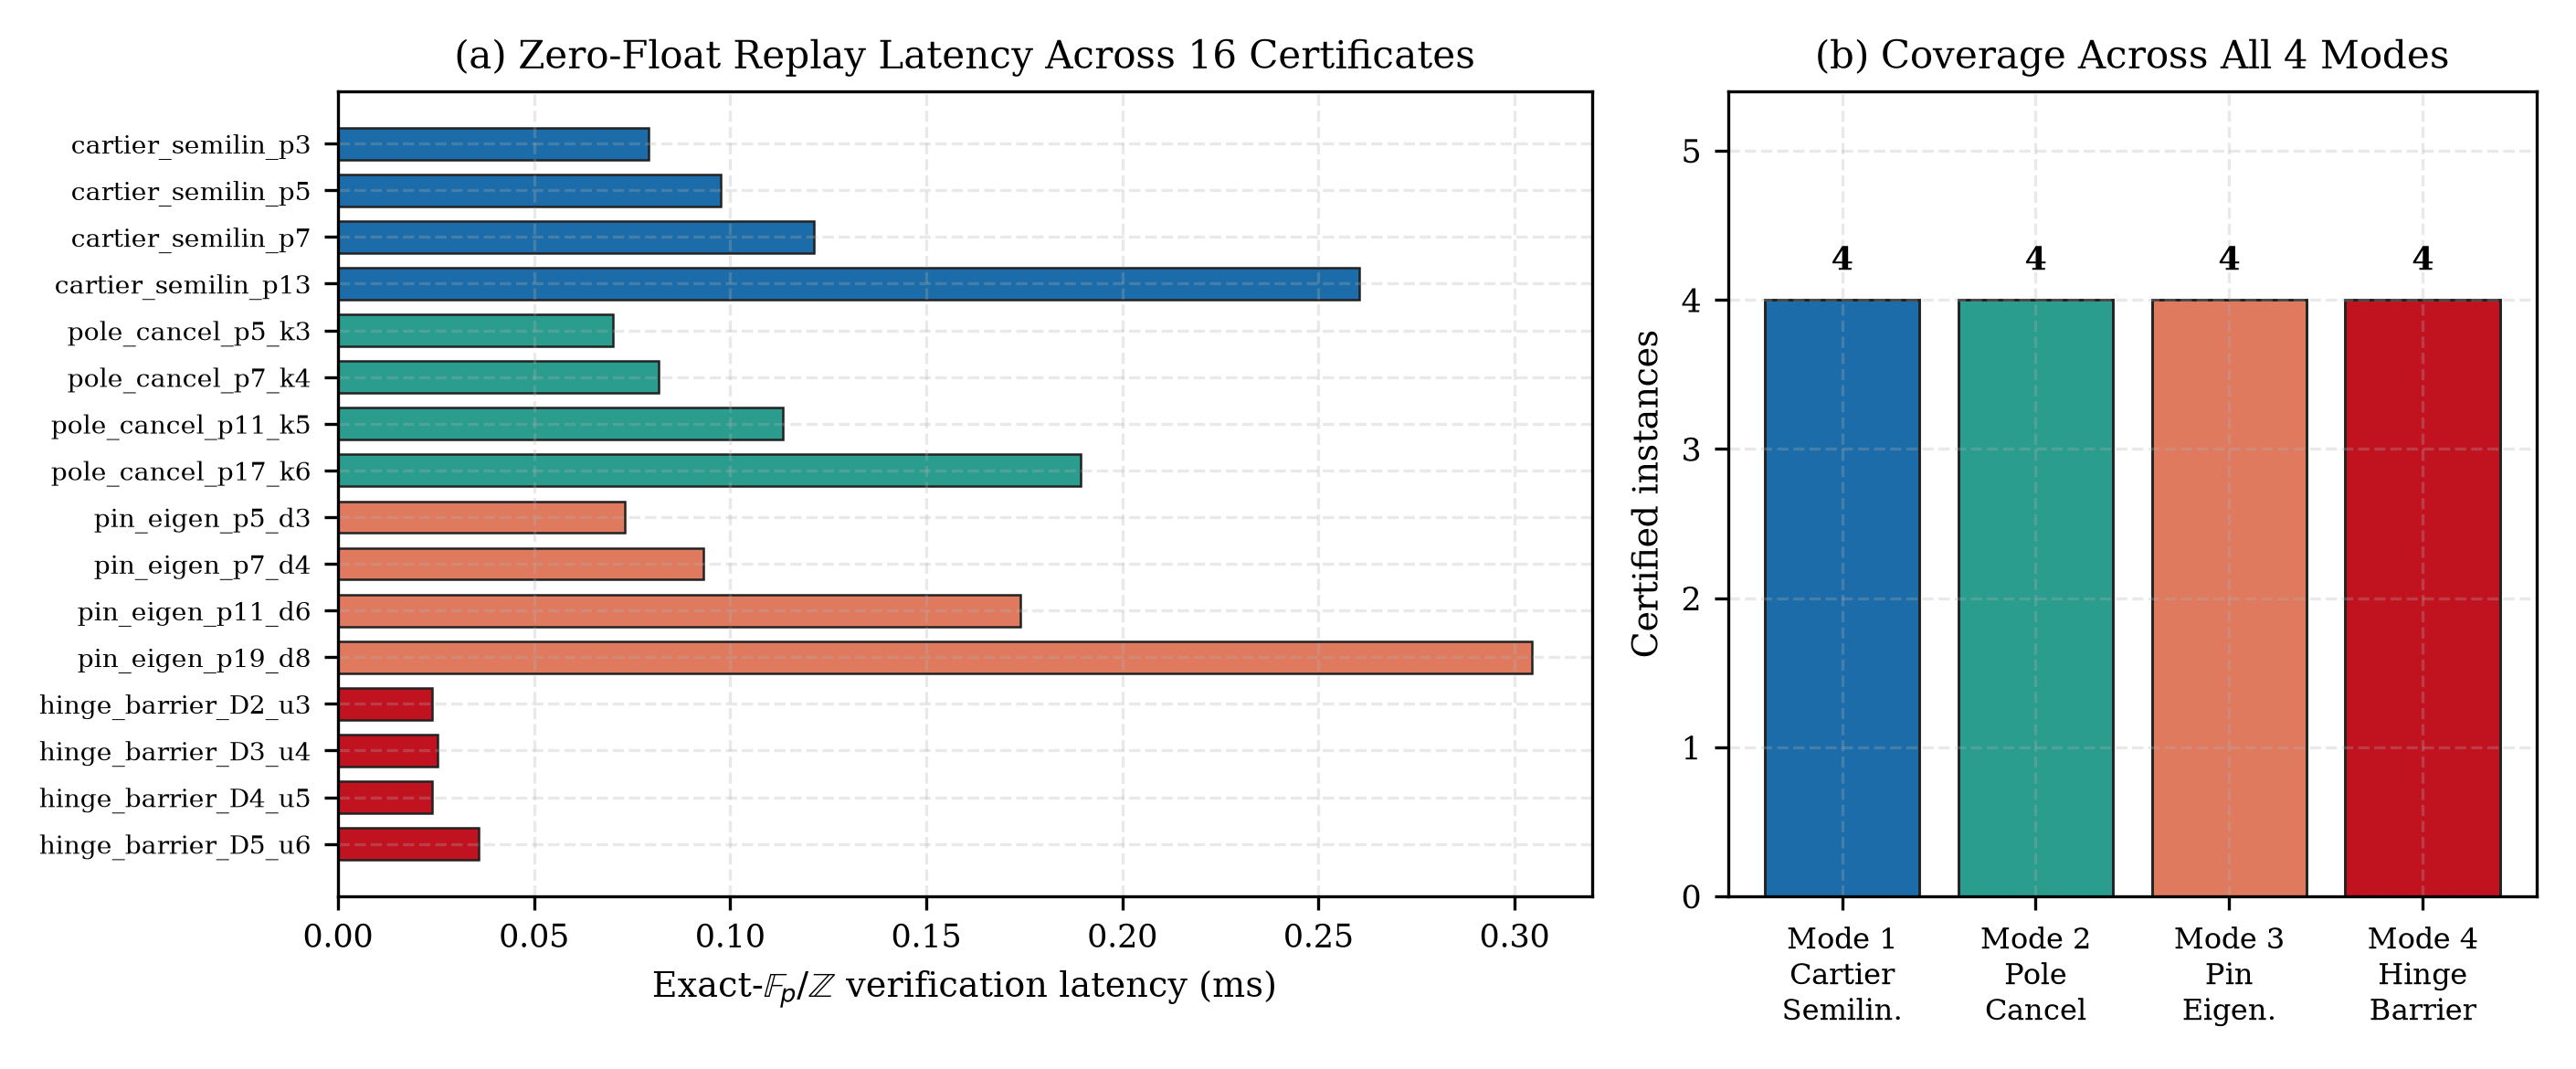 (a) Zero-Float Replay Latency Across 16 Certificates
cartier_semilin_p3
cartier_semilin_p5
cartier_semilin_p7
cartier_semilin_p13
pole_cancel_p5_k3
pole_cancel_p7_k4
pole_cancel_p11_k5
pole_cancel_p17_k6
pin_eigen_p5_d3
pin_eigen_p7_d4
pin_eigen_p11_d6
pin_eigen_p19_d8
hinge_barrier_D2_u3
hinge_barrier_D3_u4
hinge_barrier_D4_u5
hinge_barrier_D5_u6
0.00 0.05 0.10 0.15 0.20 0.25 0.30
Exact-𝔽ₚ/ℤ verification latency (ms)
(b) Coverage Across All 4 Modes
Certified instances
5
4
3
2
1
0
4 4 4 4
Mode 1
Cartier
Semilin.
Mode 2
Pole
Cancel
Mode 3
Pin
Eigen.
Mode 4
Hinge
Barrier